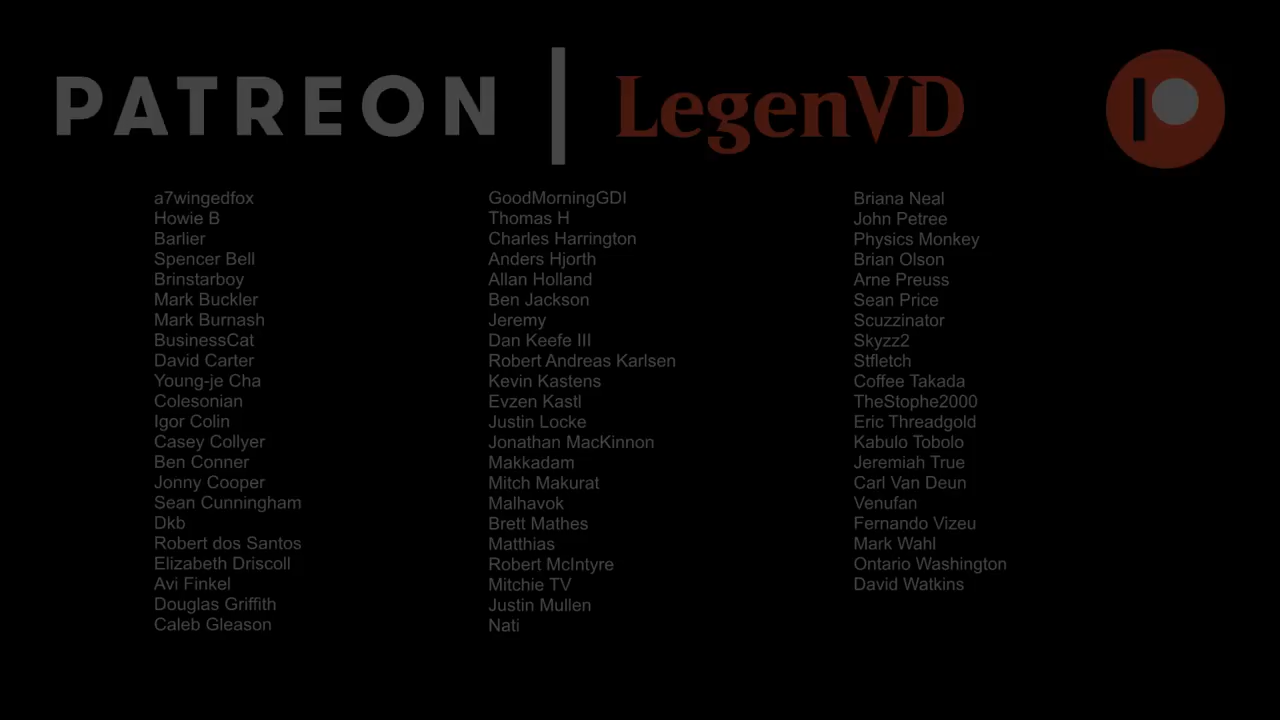 PATREON | LegenVD
a7wingedfox
Howie B
Barlier
Spencer Bell
Brinstarboy
Mark Buckler
Mark Burnash
BusinessCat
David Carter
Young-je Cha
Colesonian
Igor Colin
Casey Collyer
Ben Conner
Jonny Cooper
Sean Cunningham
Dkb
Robert dos Santos
Elizabeth Driscoll
Avi Finkel
Douglas Griffith
Caleb Gleason
GoodMorningGDI
Thomas H
Charles Harrington
Anders Hjorth
Allan Holland
Ben Jackson
Jeremy
Dan Keefe III
Robert Andreas Karlsen
Kevin Kastens
Evzen Kastl
Justin Locke
Jonathan MacKinnon
Makkadam
Mitch Makurat
Malhavok
Brett Mathes
Matthias
Robert McIntyre
Mitchie TV
Justin Mullen
Nati
Briana Neal
John Petree
Physics Monkey
Brian Olson
Arne Preuss
Sean Price
Scuzzinator
Skyzz2
Stfletch
Coffee Takada
TheStophe2000
Eric Threadgold
Kabulo Tobolo
Jeremiah True
Carl Van Deun
Venufan
Fernando Vizeu
Mark Wahl
Ontario Washington
David Watkins